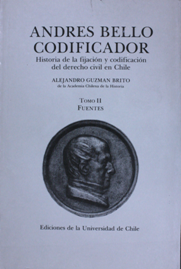 ANDRES BELLO
CODIFICADOR
Historia de la fijación y codificación
del derecho civil en Chile
ALEJANDRO GUZMAN BRITO
de la Academia Chilena de la Historia
TOMO II
FUENTES
Ediciones de la Universidad de Chile